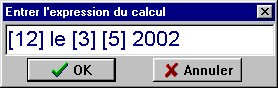 Entrer l'expression du calcul
[12] le [3] [5] 2002
OK Annuler